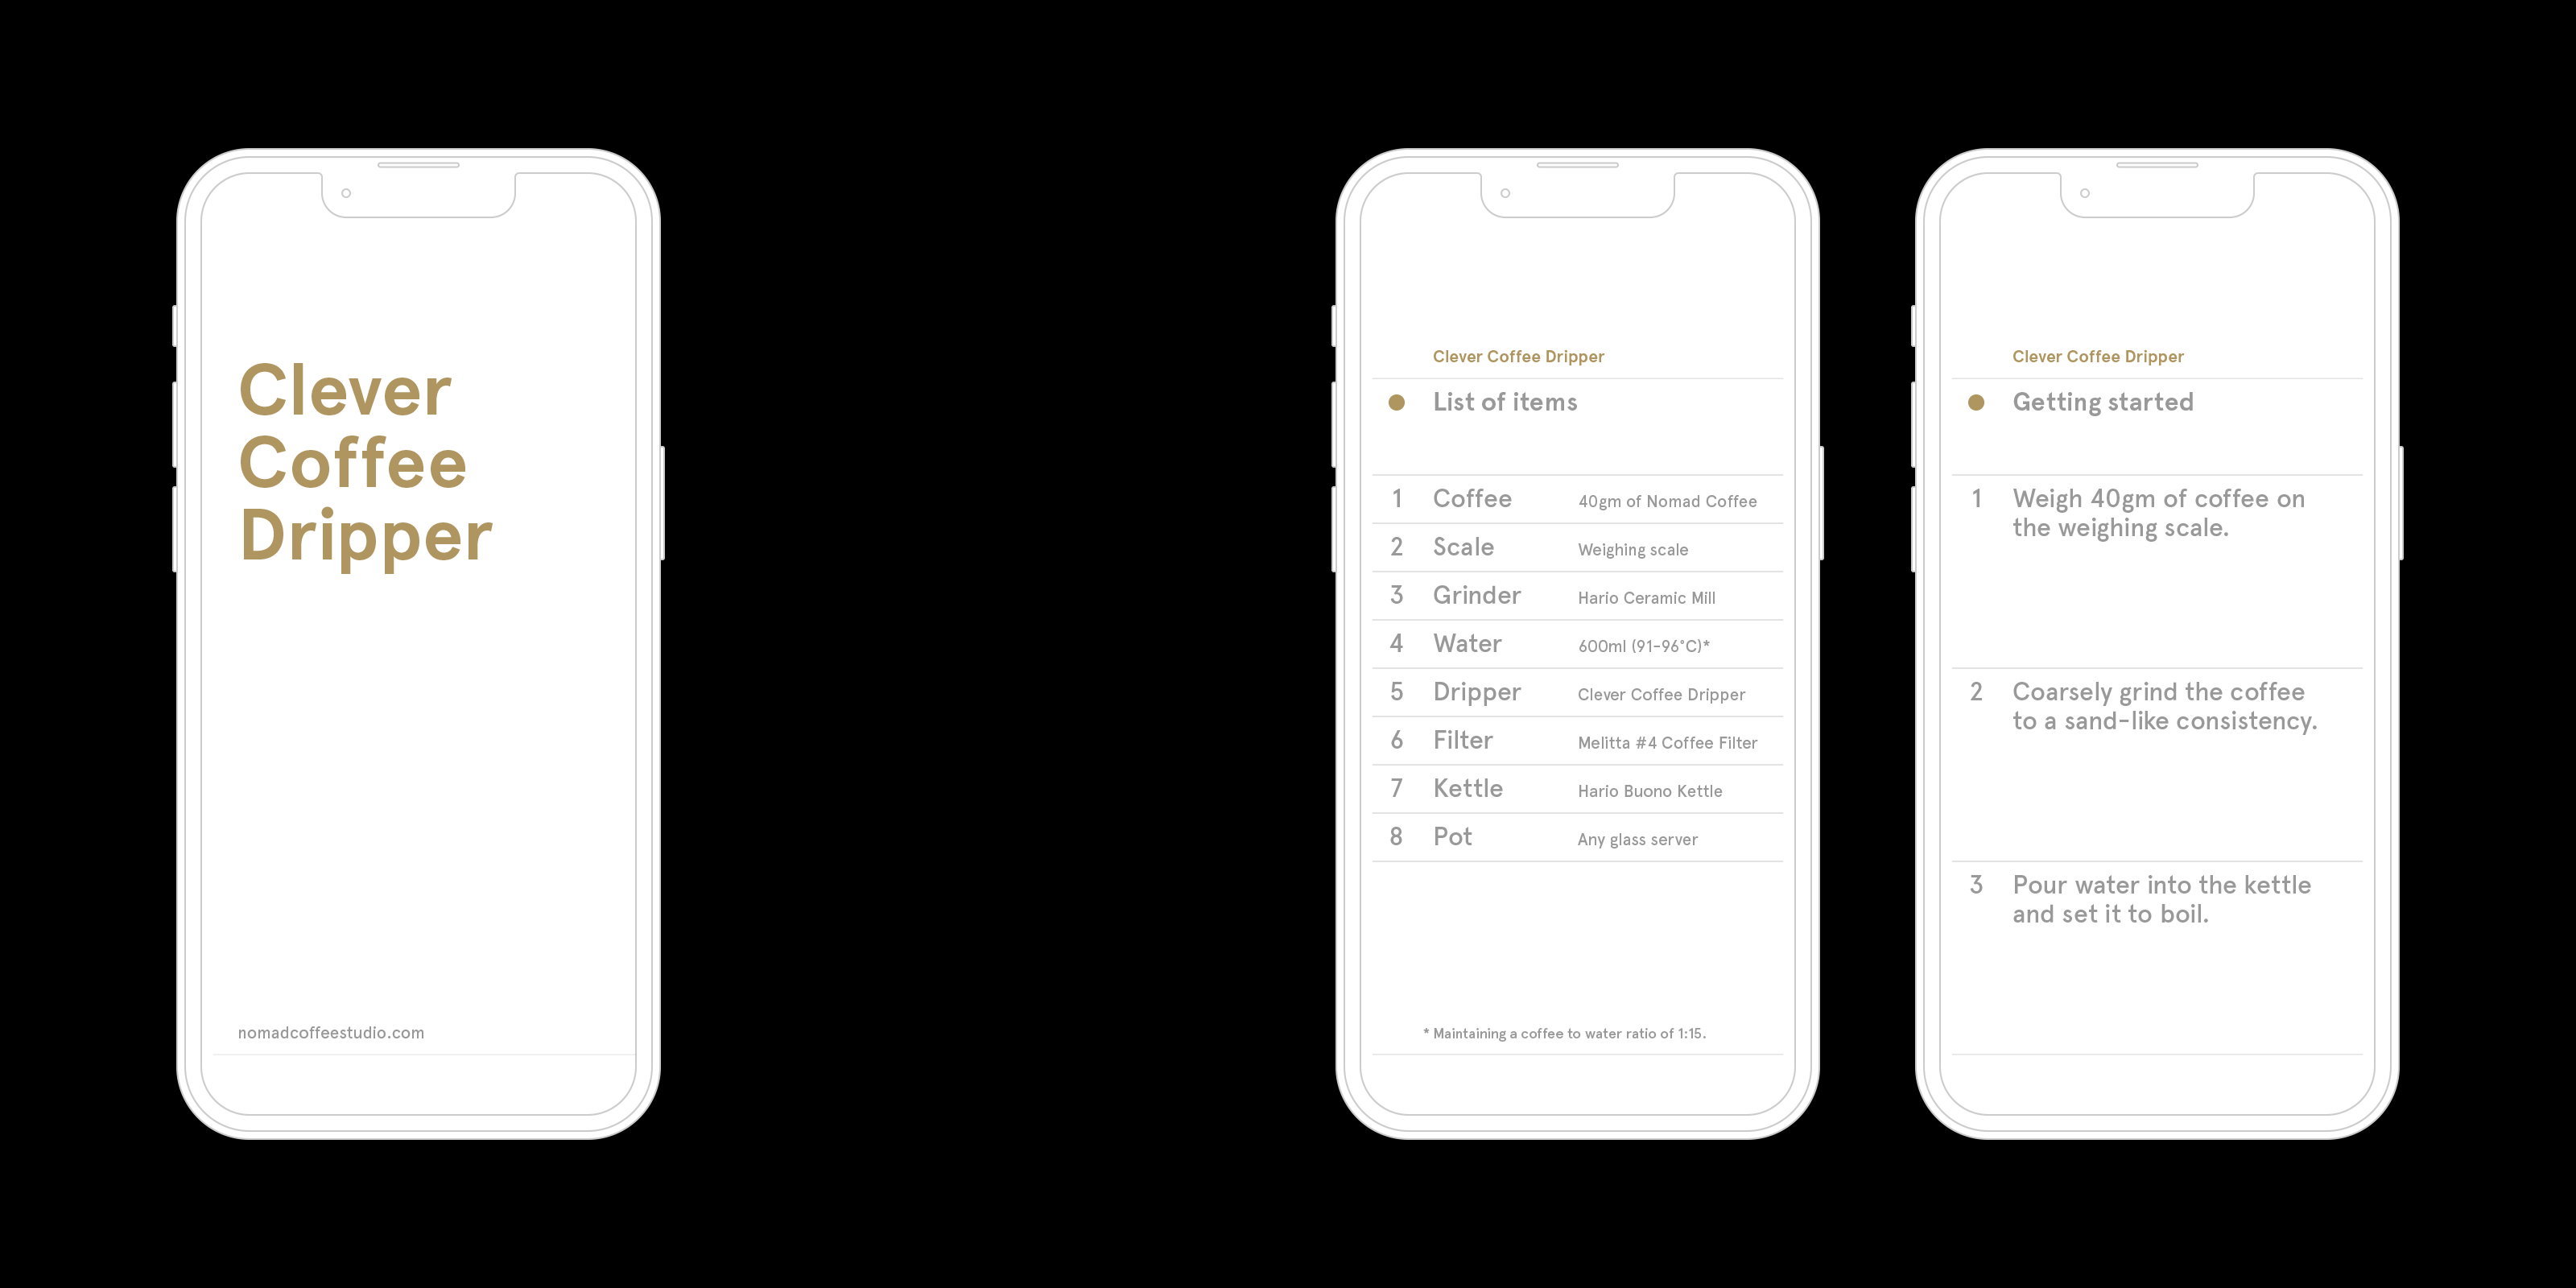 Clever
Coffee
Dripper
nomadcoffeestudio.com
Clever Coffee Dripper
List of items
1 Coffee 40gm of Nomad Coffee
2 Scale Weighing scale
3 Grinder Hario Ceramic Mill
4 Water 600ml (91-96°C)*
5 Dripper Clever Coffee Dripper
6 Filter Melitta #4 Coffee Filter
7 Kettle Hario Buono Kettle
8 Pot Any glass server
* Maintaining a coffee to water ratio of 1:15.
Clever Coffee Dripper
Getting started
1 Weigh 40gm of coffee on
the weighing scale.
2 Coarsely grind the coffee
to a sand-like consistency.
3 Pour water into the kettle
and set it to boil.